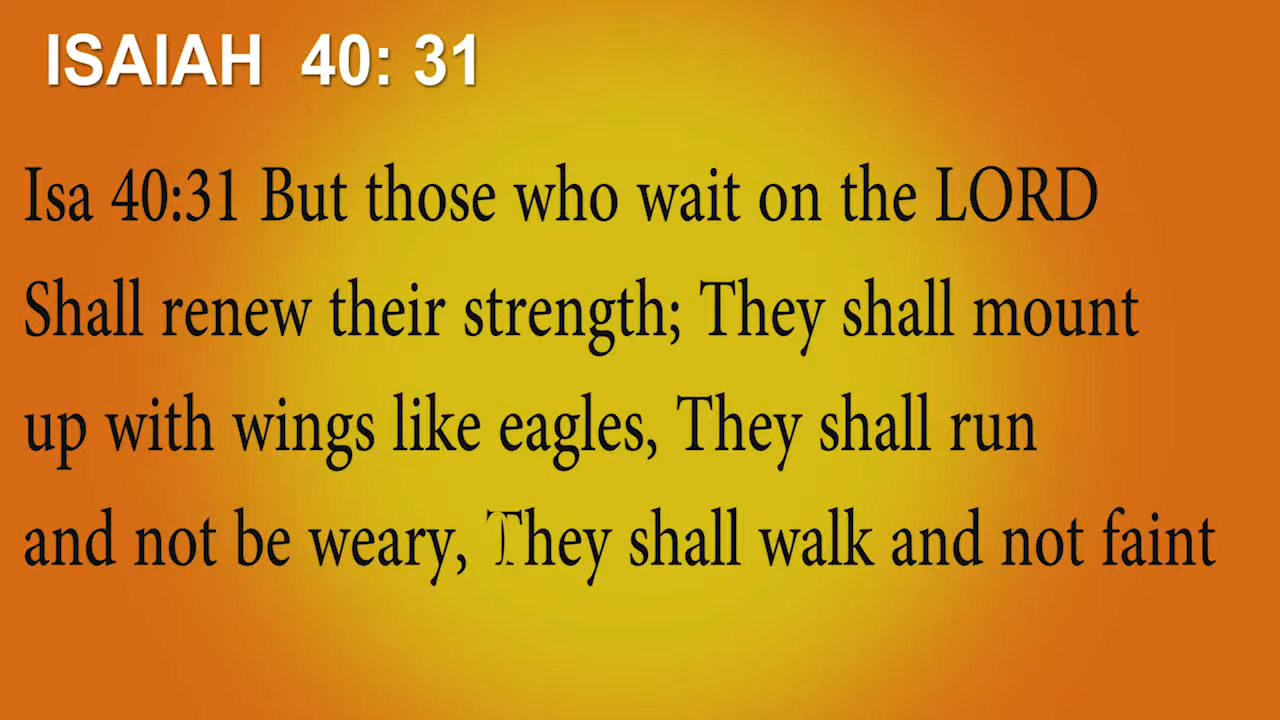 ISAIAH 40: 31
Isa 40:31 But those who wait on the LORD
Shall renew their strength; They shall mount
up with wings like eagles, They shall run
and not be weary, They shall walk and not faint